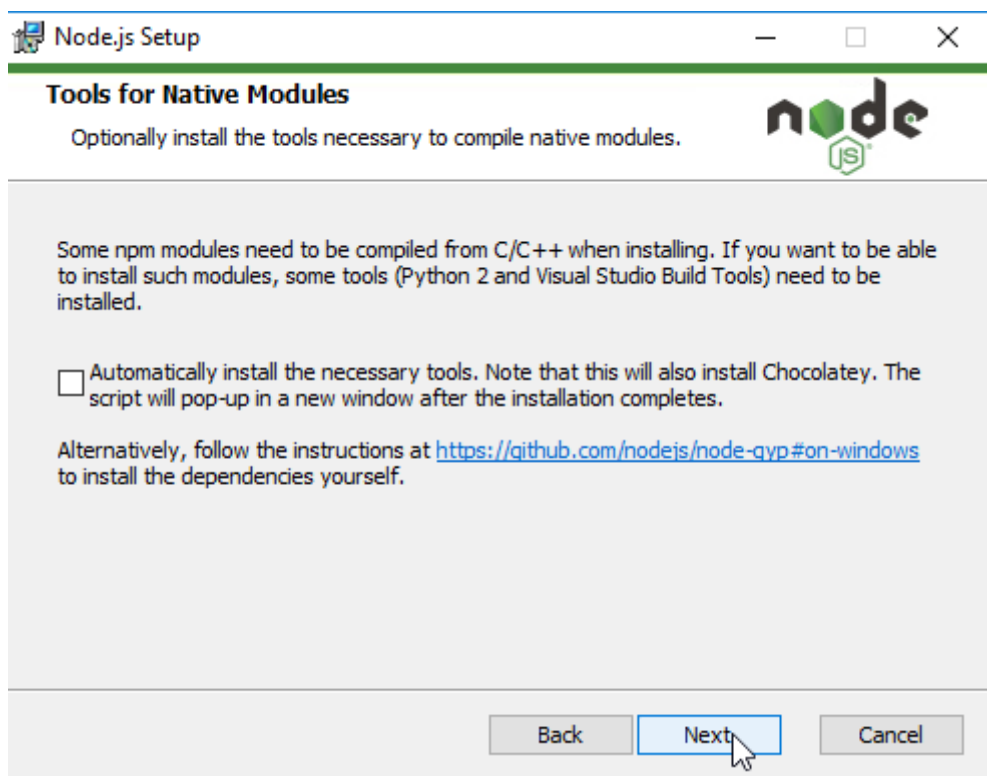 Node.js Setup
Tools for Native Modules
Optionally install the tools necessary to compile native modules.
node
JS
Some npm modules need to be compiled from C/C++ when installing. If you want to be able
to install such modules, some tools (Python 2 and Visual Studio Build Tools) need to be
installed.
Automatically install the necessary tools. Note that this will also install Chocolatey. The
script will pop-up in a new window after the installation completes.
Alternatively, follow the instructions at https://github.com/nodejs/node-gyp#on-windows
to install the dependencies yourself.
Back
Next
Cancel